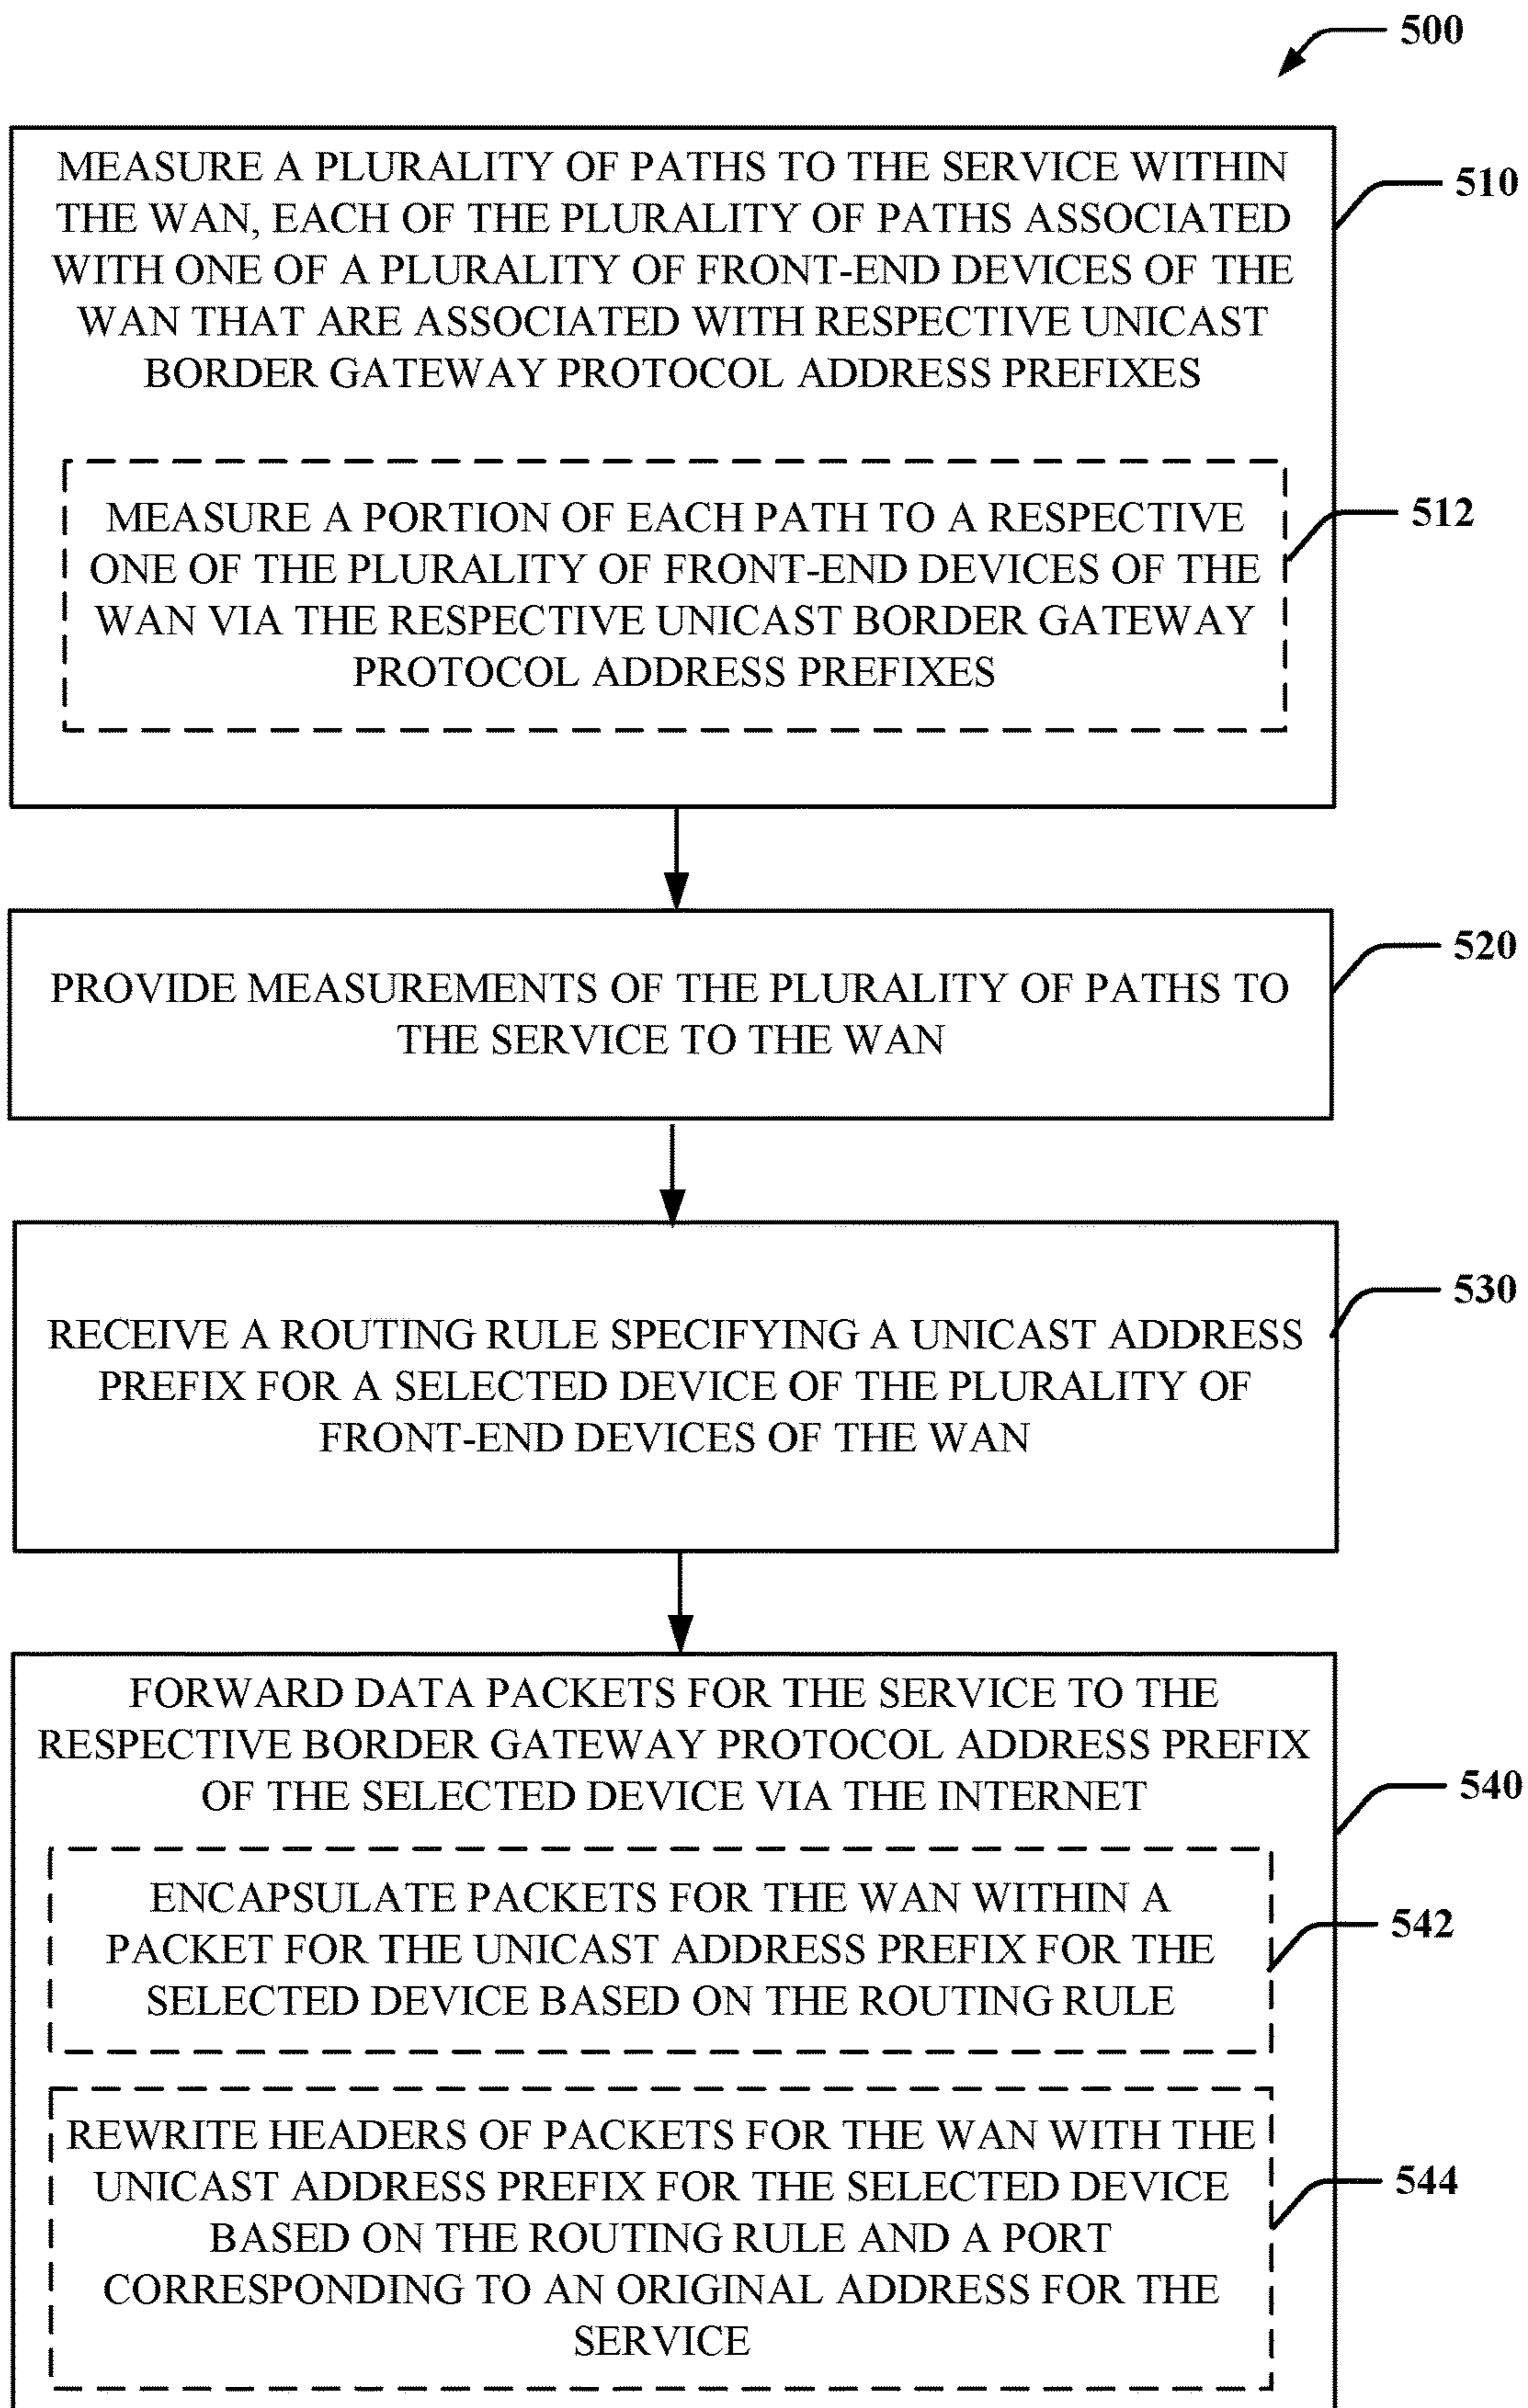 500
MEASURE A PLURALITY OF PATHS TO THE SERVICE WITHIN
THE WAN, EACH OF THE PLURALITY OF PATHS ASSOCIATED
WITH ONE OF A PLURALITY OF FRONT-END DEVICES OF THE
WAN THAT ARE ASSOCIATED WITH RESPECTIVE UNICAST
BORDER GATEWAY PROTOCOL ADDRESS PREFIXES
510
MEASURE A PORTION OF EACH PATH TO A RESPECTIVE
ONE OF THE PLURALITY OF FRONT-END DEVICES OF THE
WAN VIA THE RESPECTIVE UNICAST BORDER GATEWAY
PROTOCOL ADDRESS PREFIXES
512
PROVIDE MEASUREMENTS OF THE PLURALITY OF PATHS TO
THE SERVICE TO THE WAN
520
RECEIVE A ROUTING RULE SPECIFYING A UNICAST ADDRESS
PREFIX FOR A SELECTED DEVICE OF THE PLURALITY OF
FRONT-END DEVICES OF THE WAN
530
FORWARD DATA PACKETS FOR THE SERVICE TO THE
RESPECTIVE BORDER GATEWAY PROTOCOL ADDRESS PREFIX
OF THE SELECTED DEVICE VIA THE INTERNET
540
ENCAPSULATE PACKETS FOR THE WAN WITHIN A
PACKET FOR THE UNICAST ADDRESS PREFIX FOR THE
SELECTED DEVICE BASED ON THE ROUTING RULE
542
REWRITE HEADERS OF PACKETS FOR THE WAN WITH THE
UNICAST ADDRESS PREFIX FOR THE SELECTED DEVICE
BASED ON THE ROUTING RULE AND A PORT
CORRESPONDING TO AN ORIGINAL ADDRESS FOR THE
SERVICE
544